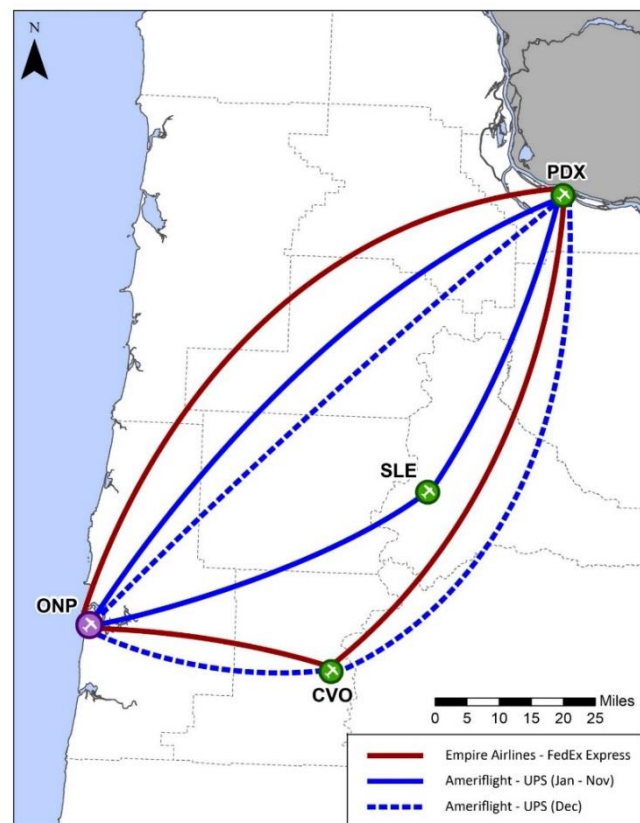 N
PDX
SLE
ONP
CVO
Miles
0 5 10 15 20 25
Empire Airlines - FedEx Express
Ameriflight - UPS (Jan - Nov)
Ameriflight - UPS (Dec)